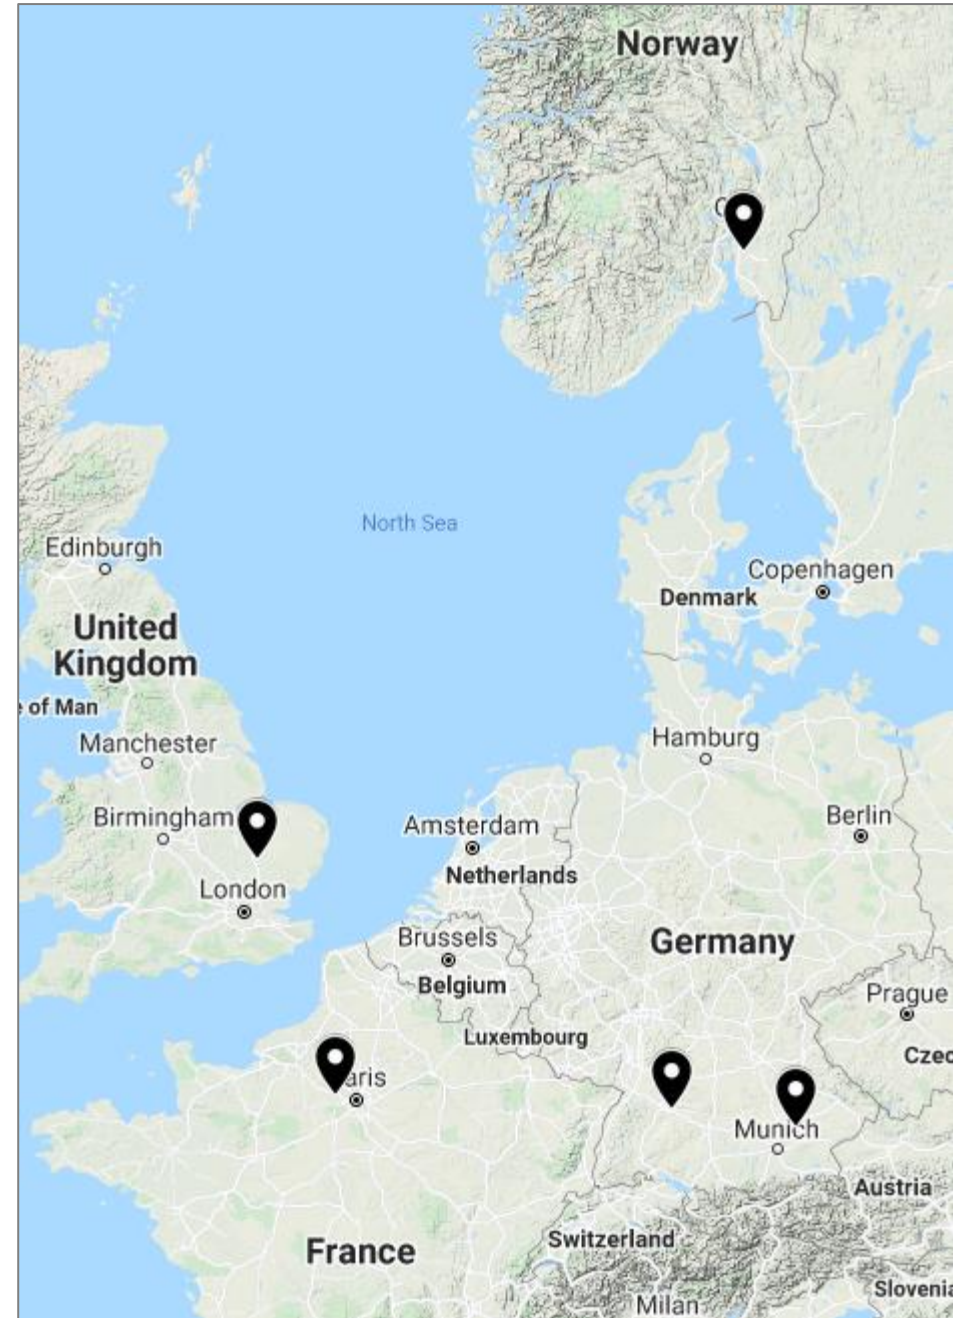 Norway
North Sea
Edinburgh
Copenhagen
Denmark
United
Kingdom
e of Man
Hamburg
Manchester
Birmingham
Berlin
Amsterdam
Netherlands
London
Brussels
Germany
Belgium
Prague
Luxembourg
Czec
aris
Munich
Austria
Switzerland
France
Slovenia
Milan